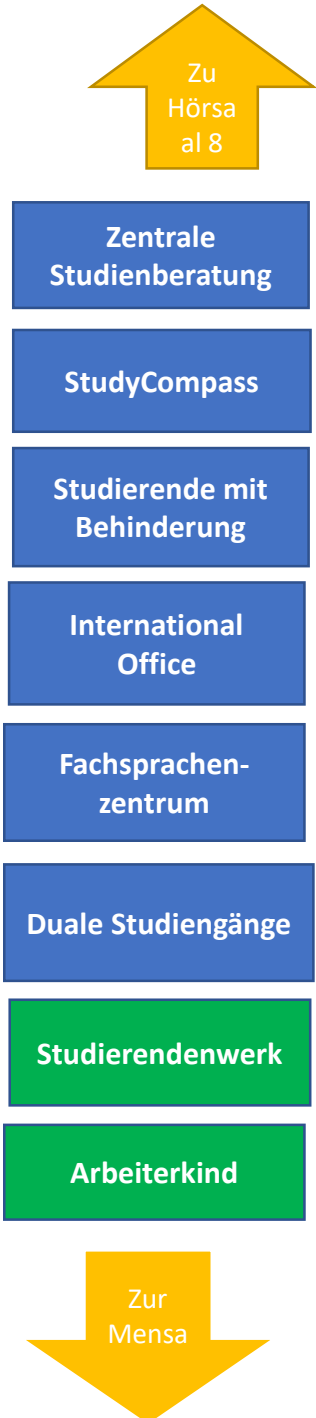 Zu
Hörsa
al 8
Zentrale
Studienberatung
StudyCompass
Studierende mit
Behinderung
International
Office
Fachsprachen-
zentrum
Duale Studiengänge
Studierendenwerk
Arbeiterkind
Zur
Mensa